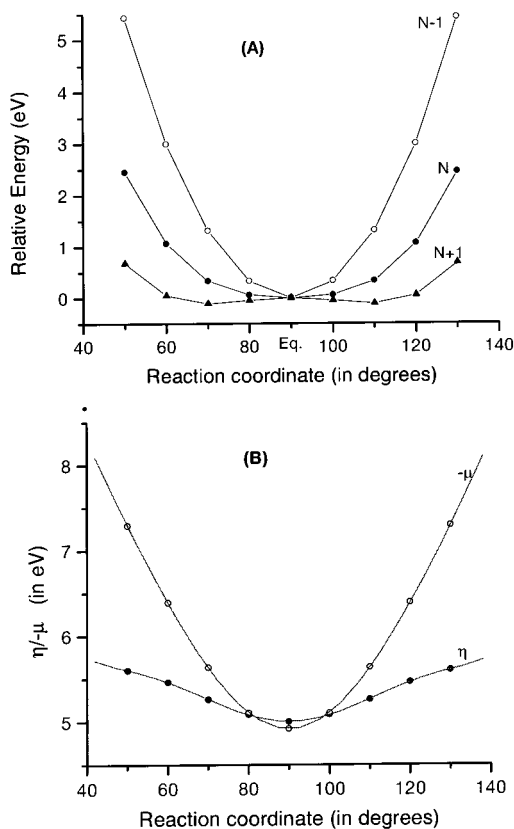 (A)
N-1
N
N+1
Relative Energy (eV)
5
4
3
2
1
0
40
60
80
Eq.
100
120
140
Reaction coordinate (in degrees)
(B)
-μ
η
η/-μ (in eV)
8
7
6
5
40
60
80
100
120
140
Reaction coordinate (in degrees)